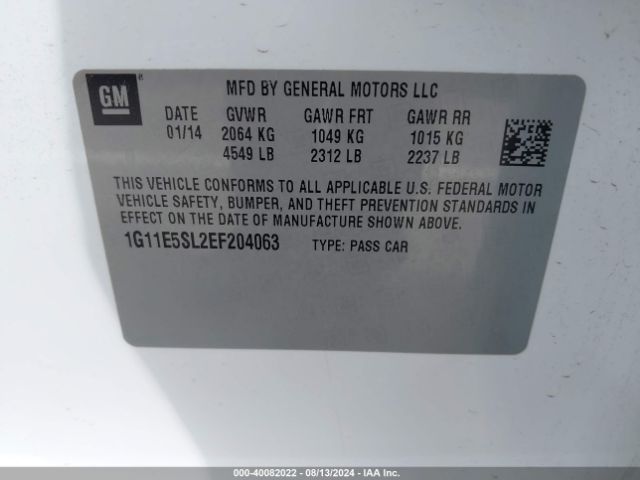 GM ®
MFD BY GENERAL MOTORS LLC
DATE GVWR GAWR FRT GAWR RR
01/14 2064 KG 1049 KG 1015 KG
4549 LB 2312 LB 2237 LB
THIS VEHICLE CONFORMS TO ALL APPLICABLE U.S. FEDERAL MOTOR
VEHICLE SAFETY, BUMPER, AND THEFT PREVENTION STANDARDS IN
EFFECT ON THE DATE OF MANUFACTURE SHOWN ABOVE.
1G11E5SL2EF204063 TYPE: PASS CAR
000-40082022 - 08/13/2024 - IAA Inc.